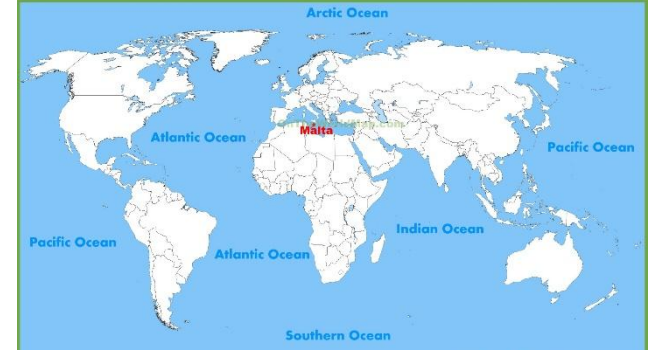 Arctic Ocean
Malta
Atlantic Ocean
Pacific Ocean
Indian Ocean
Pacific Ocean
Atlantic Ocean
Southern Ocean